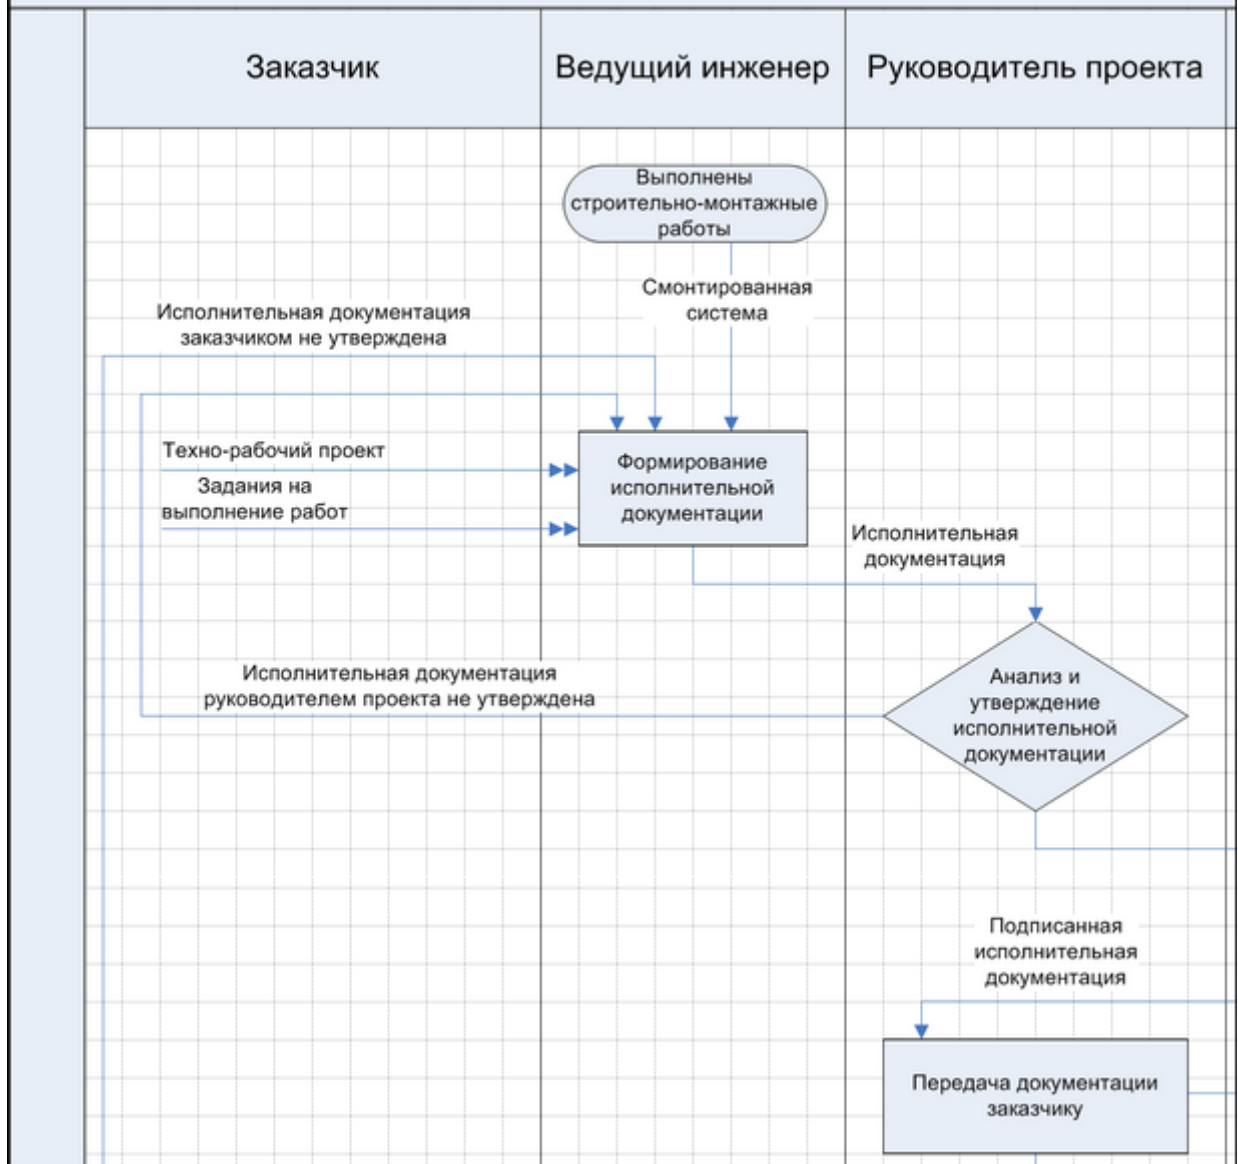 Заказчик
Ведущий инженер
Руководитель проекта
Выполнены
строительно-монтажные
работы
Смонтированная
система
Исполнительная документация
заказчиком не утверждена
Техно-рабочий проект
Задания на
выполнение работ
Формирование
исполнительной
документации
Исполнительная
документация
Исполнительная документация
руководителем проекта не утверждена
Анализ и
утверждение
исполнительной
документации
Подписанная
исполнительная
документация
Передача документации
заказчику